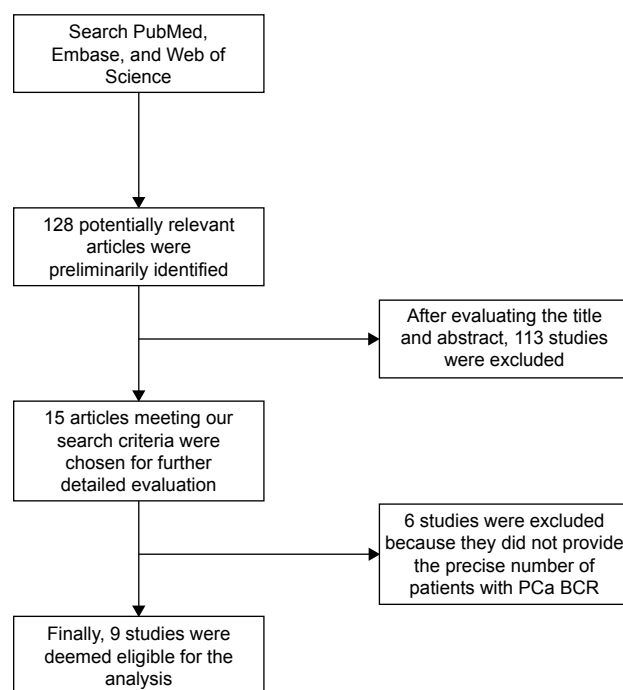 Search PubMed,
Embase, and Web of
Science
128 potentially relevant
articles were
preliminarily identified
After evaluating the title
and abstract, 113 studies
were excluded
15 articles meeting our
search criteria were
chosen for further
detailed evaluation
6 studies were excluded
because they did not provide
the precise number of
patients with PCa BCR
Finally, 9 studies were
deemed eligible for the
analysis